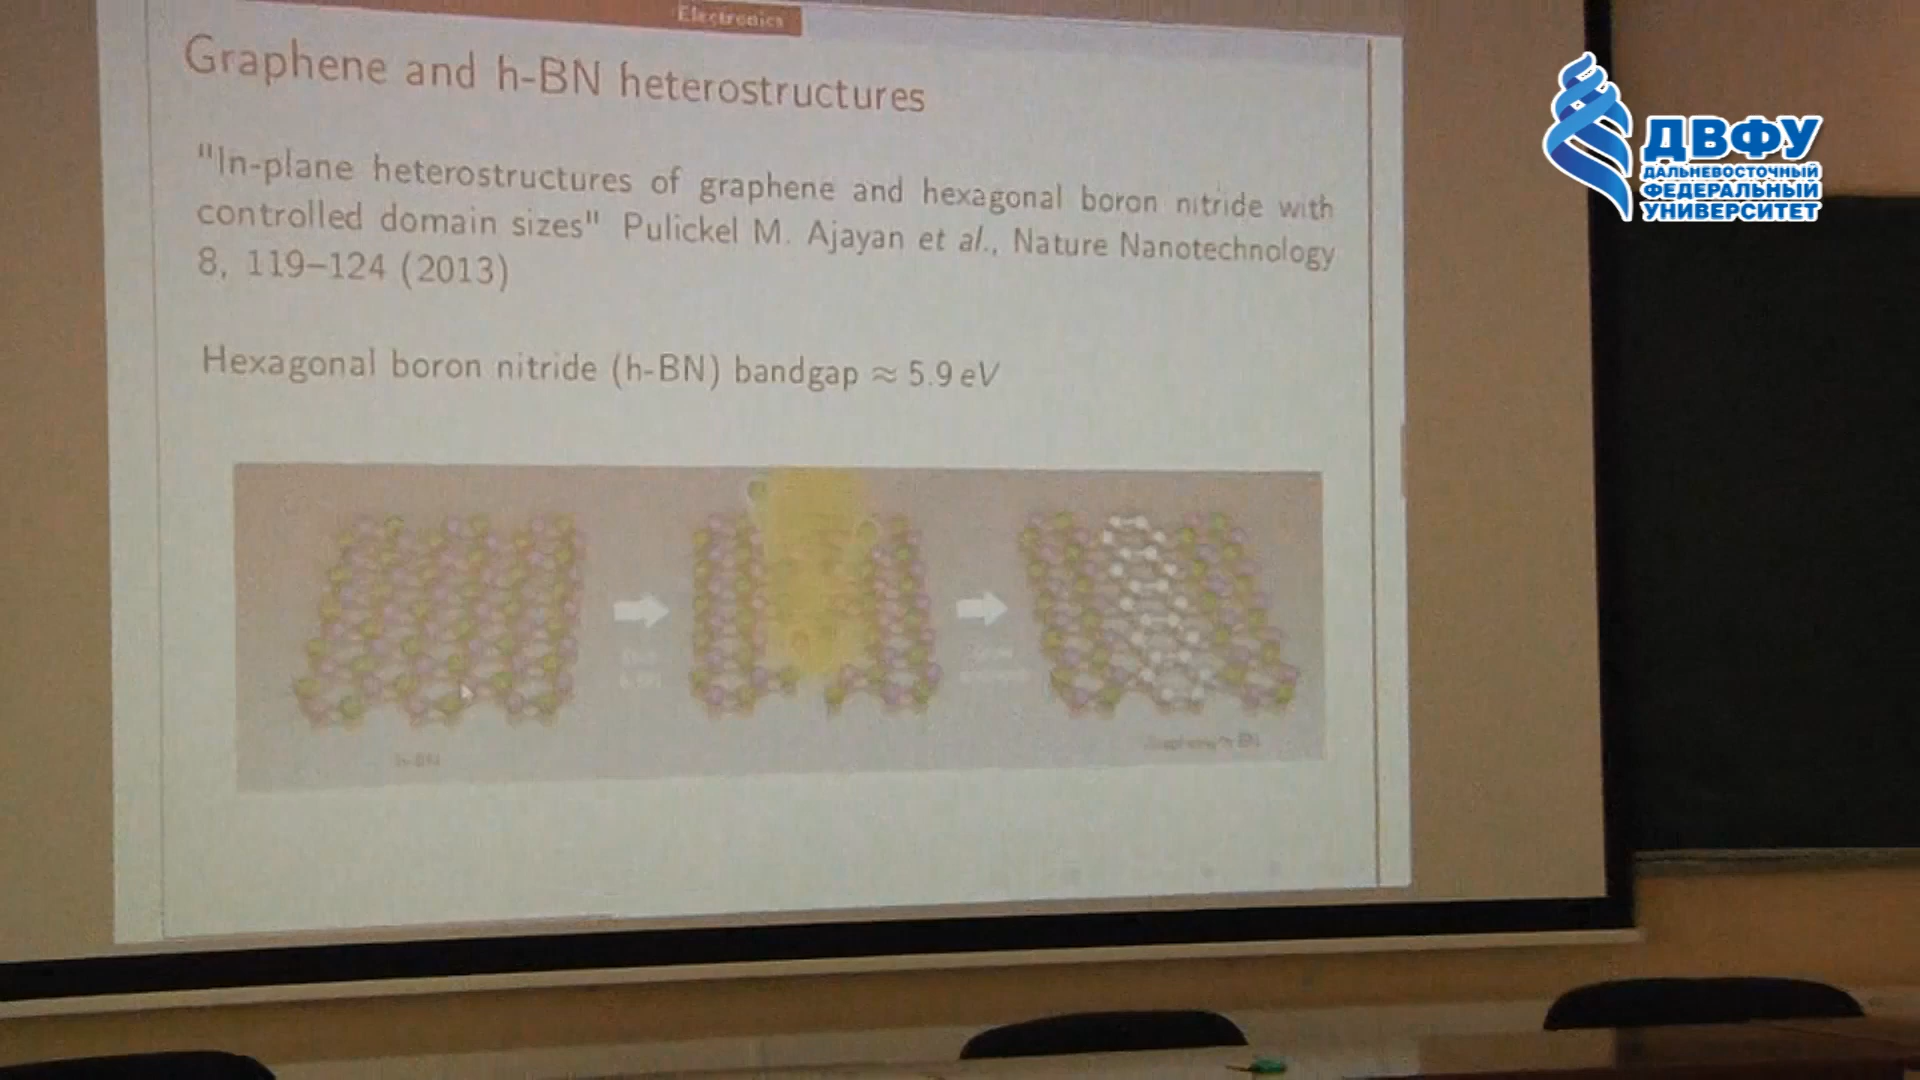 Electronics
Graphene and h-BN heterostructures
"In-plane heterostructures of graphene and hexagonal boron nitride with
controlled domain sizes" Pulickel M. Ajayan et al., Nature Nanotechnology
8, 119–124 (2013)
Hexagonal boron nitride (h-BN) bandgap ≈ 5.9 eV
h-BN
ДВФУ
ДАЛЬНЕВОСТОЧНЫЙ
ФЕДЕРАЛЬНЫЙ
УНИВЕРСИТЕТ